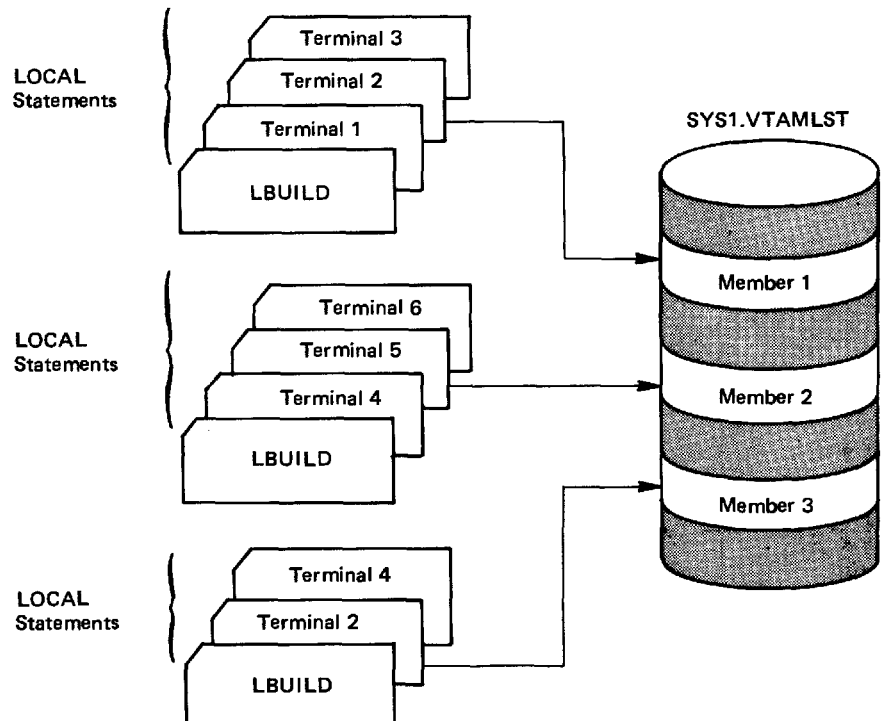 Terminal 3
Terminal 2
Terminal 1
LBUILD
LOCAL
Statements
SYS1.VTAMLST
Member 1
Terminal 6
Terminal 5
Terminal 4
LBUILD
LOCAL
Statements
Member 2
Terminal 4
Terminal 2
LBUILD
LOCAL
Statements
Member 3